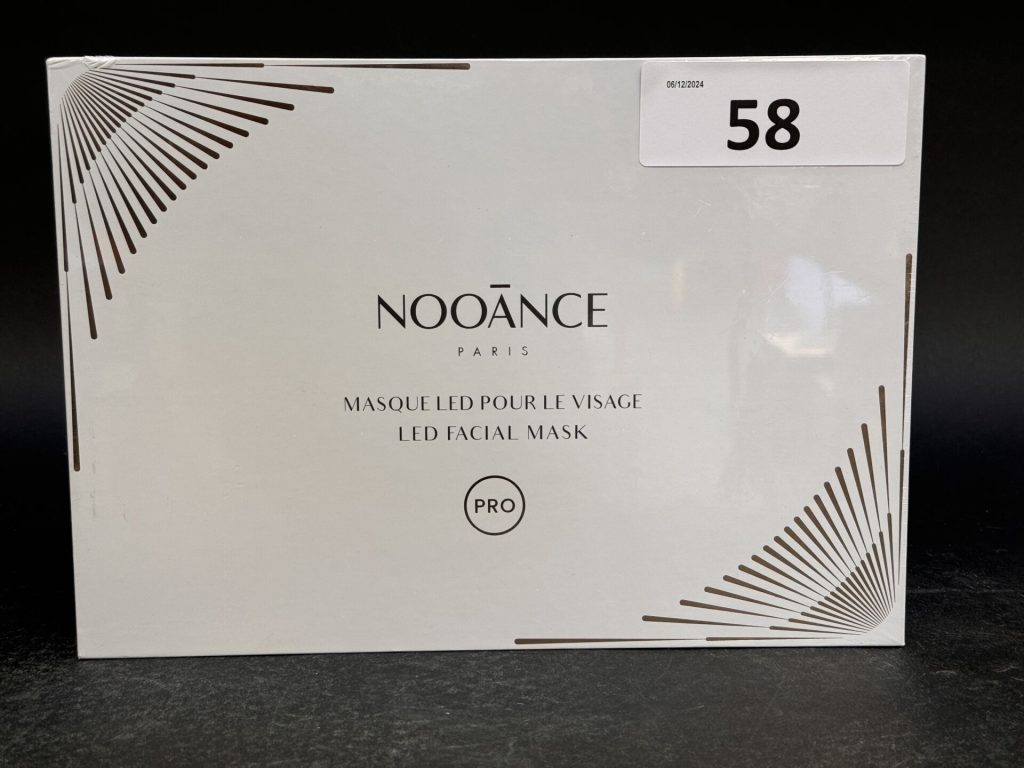 06/12/2024
58
NOOĀNCE
PARIS
MASQUE LED POUR LE VISAGE
LED FACIAL MASK
PRO